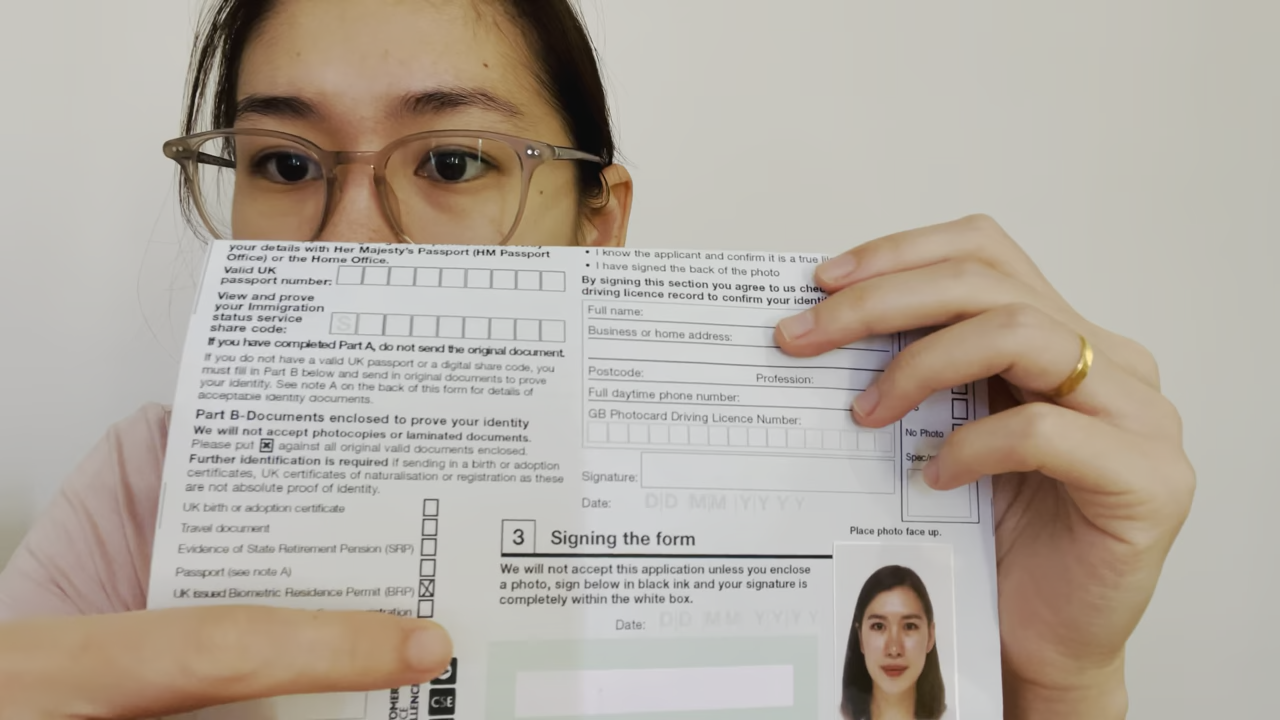 your details with Her Majesty's Passport (HM Passport
Office) or the Home Office.
Valid UK
passport number:
View and prove
your Immigration
status service
share code:
S
If you have completed Part A, do not send the original document.
If you do not have a valid UK passport or a digital share code, you
must fill in Part B below and send in original documents to prove
your identity. See note A on the back of this form for details of
acceptable identity documents.
Part B-Documents enclosed to prove your identity
We will not accept photocopies or laminated documents.
Please put ☒ against all original valid documents enclosed.
Further identification is required if sending in a birth or adoption
certificates, UK certificates of naturalisation or registration as these
are not absolute proof of identity.
UK birth or adoption certificate
Travel document
Evidence of State Retirement Pension (SRP)
Passport (see note A)
UK issued Biometric Residence Permit (BRP)
CSE
• I know the applicant and confirm it is a true
• I have signed the back of the photo
By signing this section you agree to us
driving licence record to confirm your
Full name:
Business or home address:
Postcode: Profession:
Full daytime phone number:
GB Photocard Driving Licence Number:
Signature:
Date: DD MM YYYY
No Photo
3 Signing the form
We will not accept this application unless you enclose
a photo, sign below in black ink and your signature is
completely within the white box.
Date: DD MM YYYY
Place photo face up.